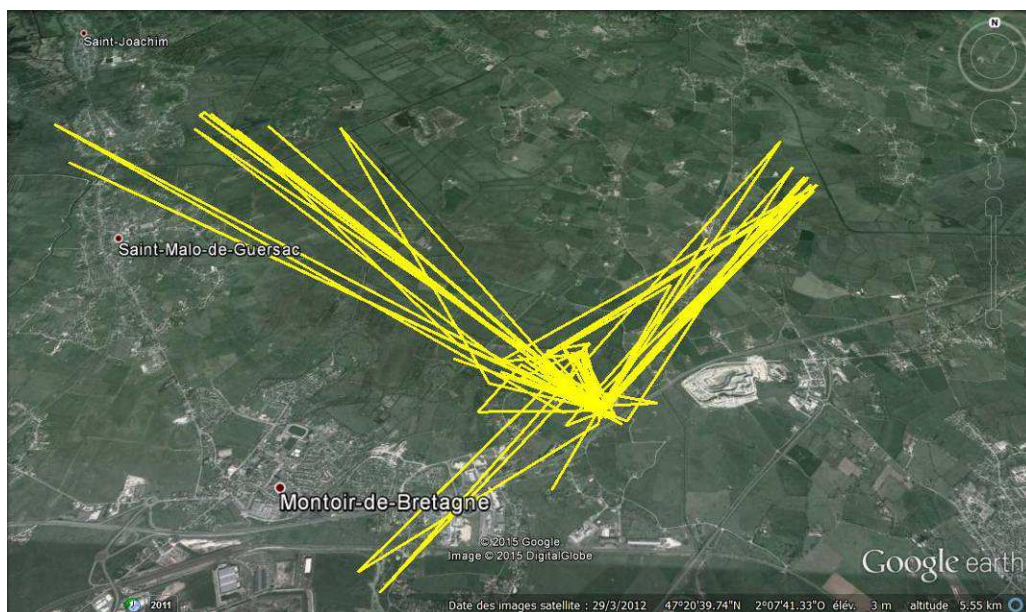 Saint-Joachim
N
Saint-Malo-de-Guersac
Montoir-de-Bretagne
© 2015 Google
Image © 2015 DigitalGlobe
Google earth
2011
Date des images satellite : 29/3/2012 47°20'39.74"N 2°07'41.33"O élév. 3 m altitude 5.55 km